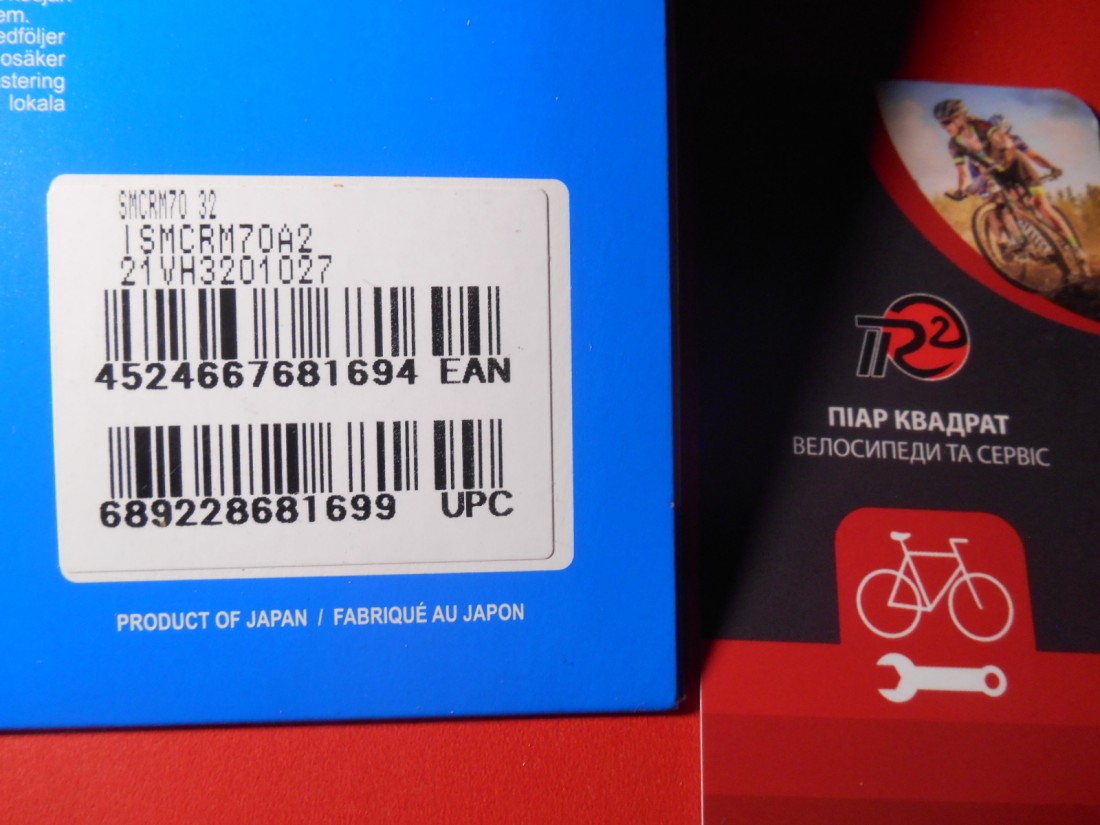 em.
edföljer
osäker
stering
lokala
SMCRM70 32
ISMCRM70A2
21VH3201027
4524667681694 EAN
689228681699 UPC
PRODUCT OF JAPAN / FABRIQUÉ AU JAPON
ПR2
ПІАР КВАДРАТ
ВЕЛОСИПЕДИ ТА СЕРВІС